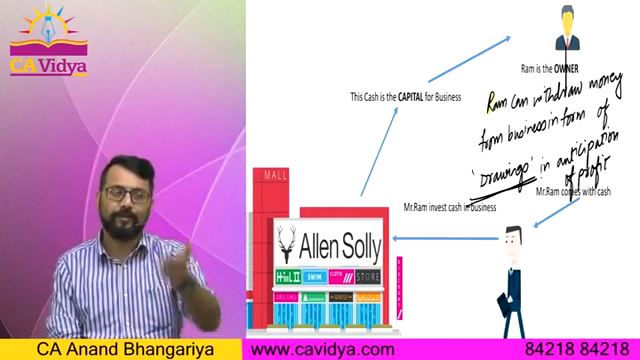 CA Vidya
Ram is the OWNER
This Cash is the CAPITAL for Business
Ram can withdraw money
from business in form of
'Drawings' in anticipation
of profit
Mr.Ram comes with cash
Mr.Ram invest cash in business
MALL
Allen Solly
SWIM
CLOTH
STORE
CA Anand Bhangariya
www.cavidya.com
84218 84218